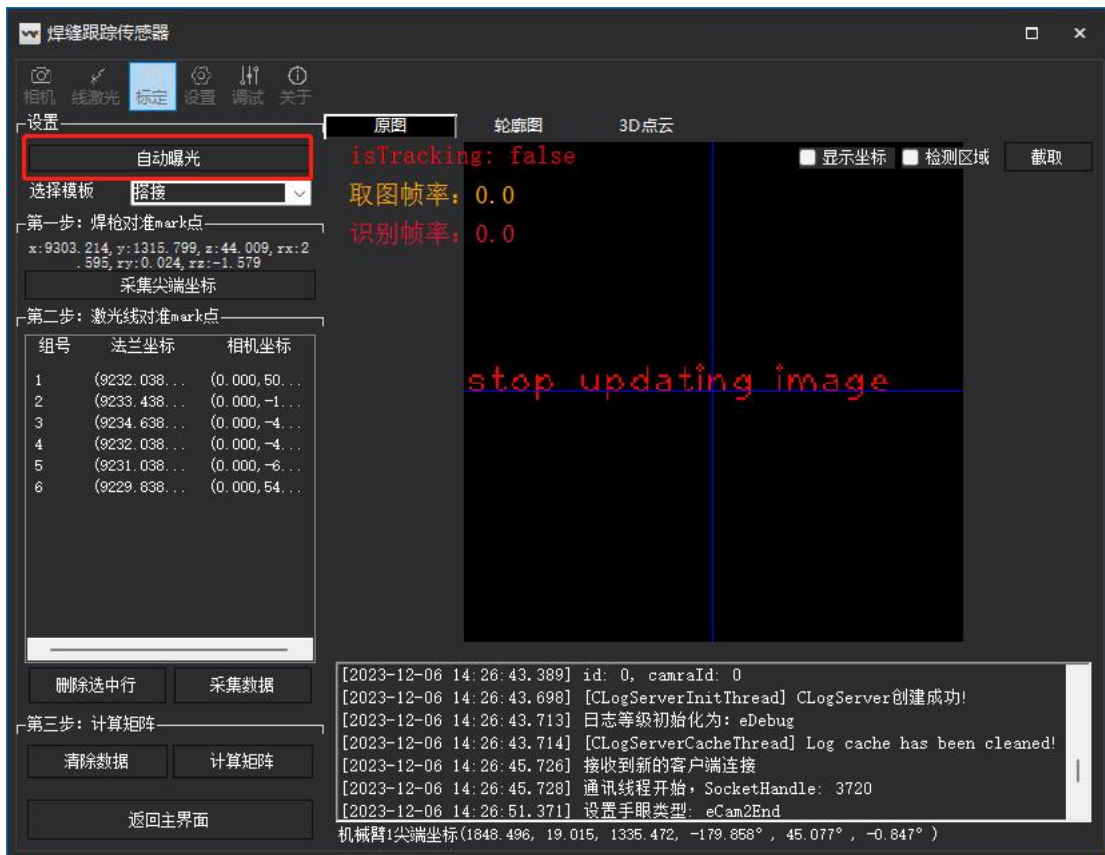 焊缝跟踪传感器
相机 线激光 标定 设置 调试 关于
设置
自动曝光
选择模板 搭接
第一步: 焊枪对准mark点
x:9303.214, y:1315.799, z:44.009, rx:2
.595, ry:0.024, rz:-1.579
采集尖端坐标
第二步: 激光线对准mark点
组号 法兰坐标 相机坐标
1 (9232.038... (0.000,50...
2 (9233.438... (0.000,-1...
3 (9234.638... (0.000,-4...
4 (9232.038... (0.000,-4...
5 (9231.038... (0.000,-6...
6 (9229.838... (0.000,54...
删除选中行 采集数据
第三步: 计算矩阵
清除数据 计算矩阵
返回主界面
原图 轮廓图 3D点云
isTracking: false
显示坐标 检测区域 截取
取图帧率: 0.0
识别帧率: 0.0
stop updating image
[2023-12-06 14:26:43.389] id: 0, camraId: 0
[2023-12-06 14:26:43.698] [CLogServerInitThread] CLogServer创建成功!
[2023-12-06 14:26:43.713] 日志等级初始化为: eDebug
[2023-12-06 14:26:43.714] [CLogServerCacheThread] Log cache has been cleaned!
[2023-12-06 14:26:45.726] 接收到新的客户端连接
[2023-12-06 14:26:45.728] 通讯线程开始, SocketHandle: 3720
[2023-12-06 14:26:51.371] 设置手眼类型: eCam2End
机械臂1尖端坐标(1848.496, 19.015, 1335.472, -179.858°, 45.077°, -0.847°)